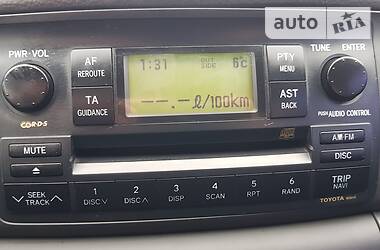 auto RIA
PWR·VOL
AF
REROUTE
TA
GUIDANCE
1:31
OUT
SIDE
6°C
--.-ℓ/100km
PTY
MENU
AST
BACK
TUNE
ENTER
PUSH AUDIO CONTROL
MUTE
SEEK
TRACK
1
DISC
2
DISC
3
DISP
4
SCAN
5
RPT
6
RAND
AM FM
DISC
TRIP
NAVI
TOYOTA